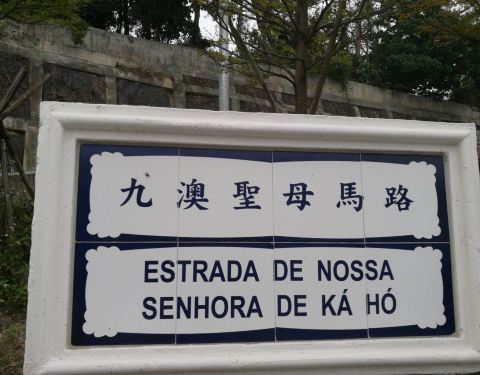 九澳聖母馬路
ESTRADA DE NOSSA
SENHORA DE KÁ HÓ